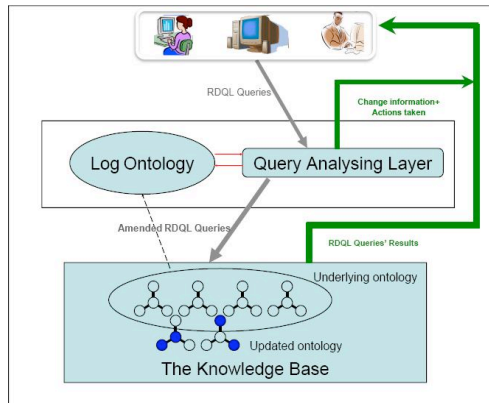 RDQL Queries
Change information+
Actions taken
Log Ontology
Query Analysing Layer
Amended RDQL Queries
RDQL Queries' Results
Underlying ontology
Updated ontology
The Knowledge Base